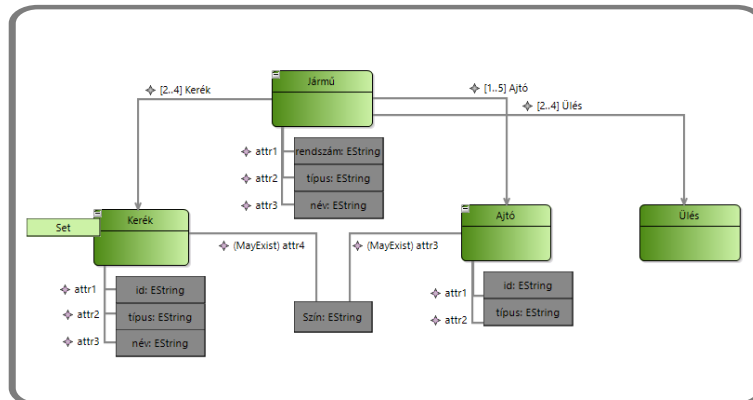 Jármű
[2..4] Kerék
[1..5] Ajtó
[2..4] Ülés
attr1
rendszám: EString
attr2
típus: EString
attr3
név: EString
Kerék
Set
Ajtó
Ülés
(MayExist) attr4
(MayExist) attr3
attr1
id: EString
attr2
típus: EString
attr3
név: EString
Szín: EString
attr1
id: EString
attr2
típus: EString